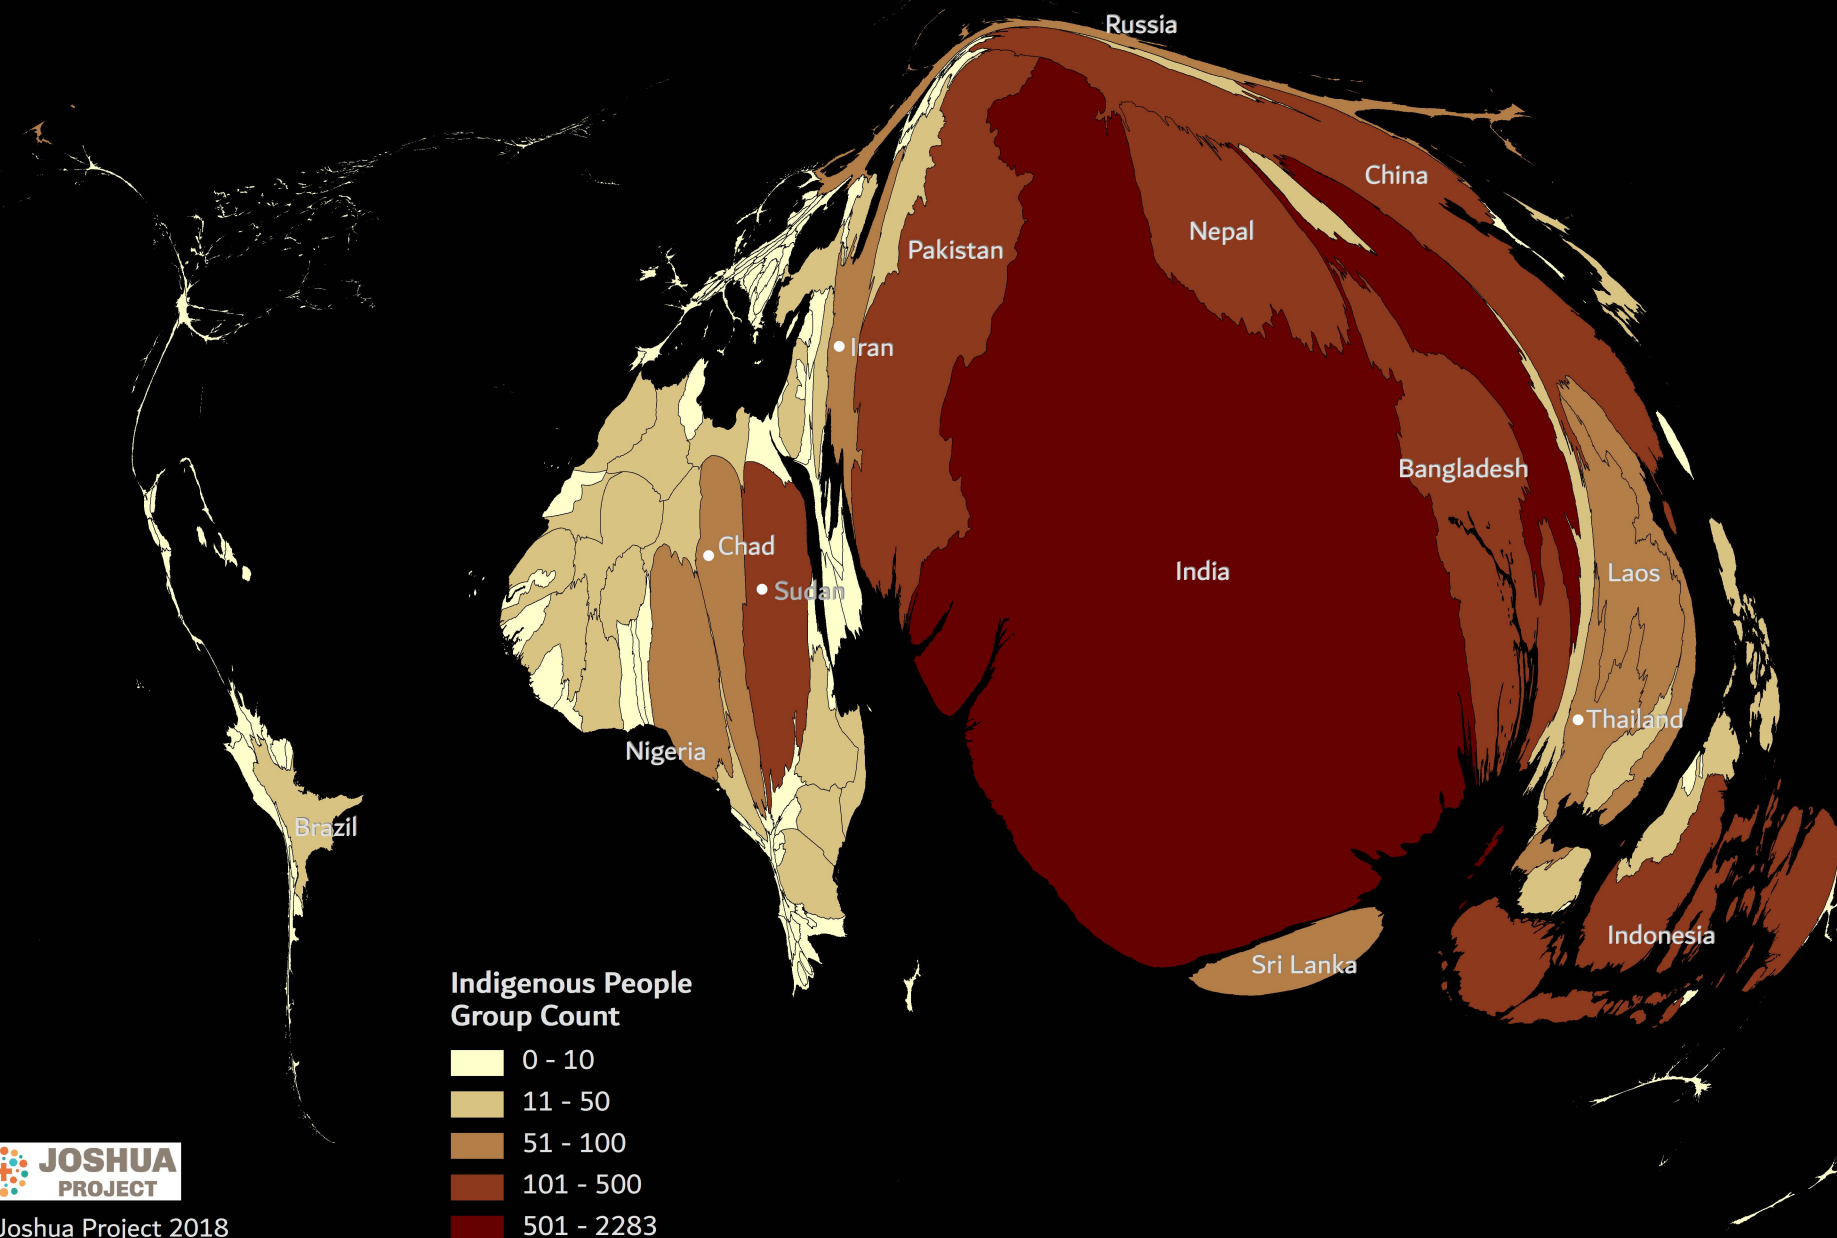 Russia
China
Nepal
Pakistan
Iran
Bangladesh
Chad
India
Laos
Sudan
Thailand
Nigeria
Brazil
Indonesia
Sri Lanka
Indigenous People
Group Count
0 - 10
11 - 50
51 - 100
101 - 500
501 - 2283
JOSHUA
PROJECT
Joshua Project 2018